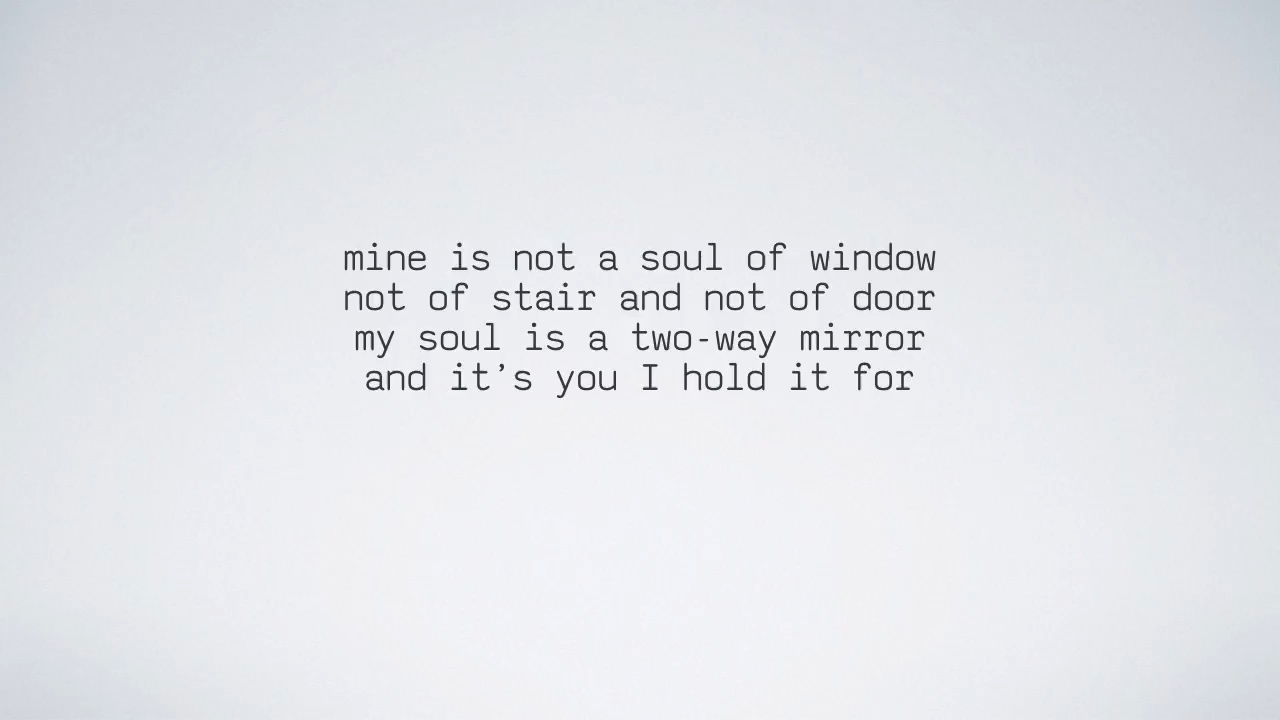 mine is not a soul of window
not of stair and not of door
my soul is a two-way mirror
and it’s you I hold it for